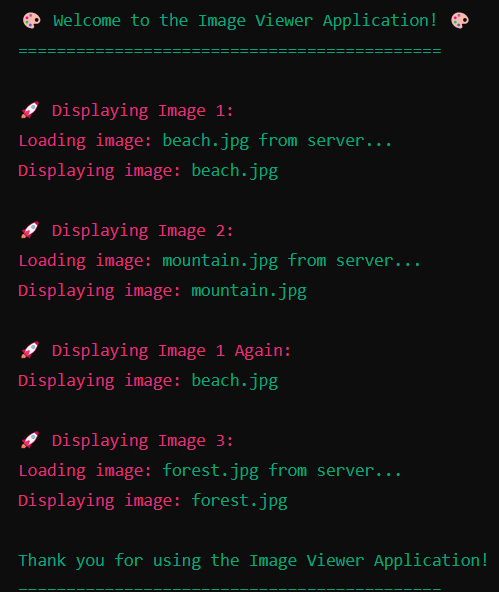 🎨 Welcome to the Image Viewer Application! 🎨
============================================
🚀 Displaying Image 1:
Loading image: beach.jpg from server...
Displaying image: beach.jpg
🚀 Displaying Image 2:
Loading image: mountain.jpg from server...
Displaying image: mountain.jpg
🚀 Displaying Image 1 Again:
Displaying image: beach.jpg
🚀 Displaying Image 3:
Loading image: forest.jpg from server...
Displaying image: forest.jpg
Thank you for using the Image Viewer Application!
============================================